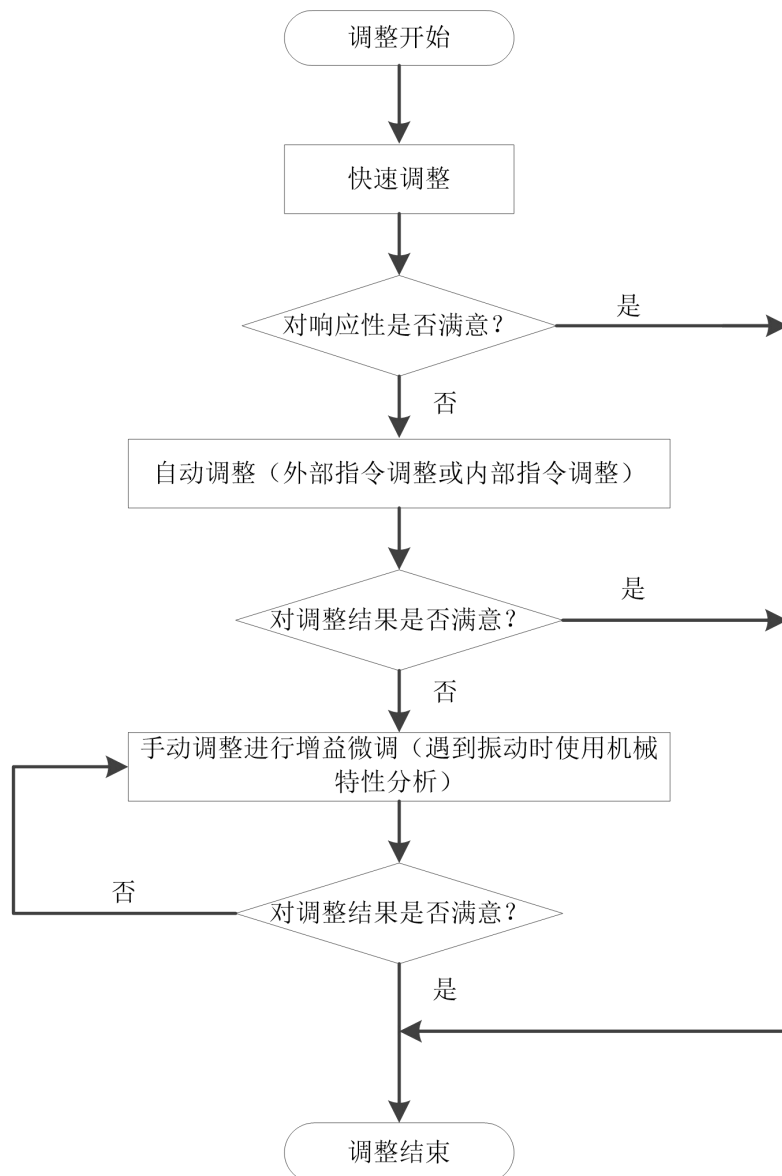 调整开始
快速调整
对响应性是否满意？
是
否
自动调整（外部指令调整或内部指令调整）
对调整结果是否满意？
是
否
手动调整进行增益微调（遇到振动时使用机械
特性分析）
对调整结果是否满意？
否
是
调整结束